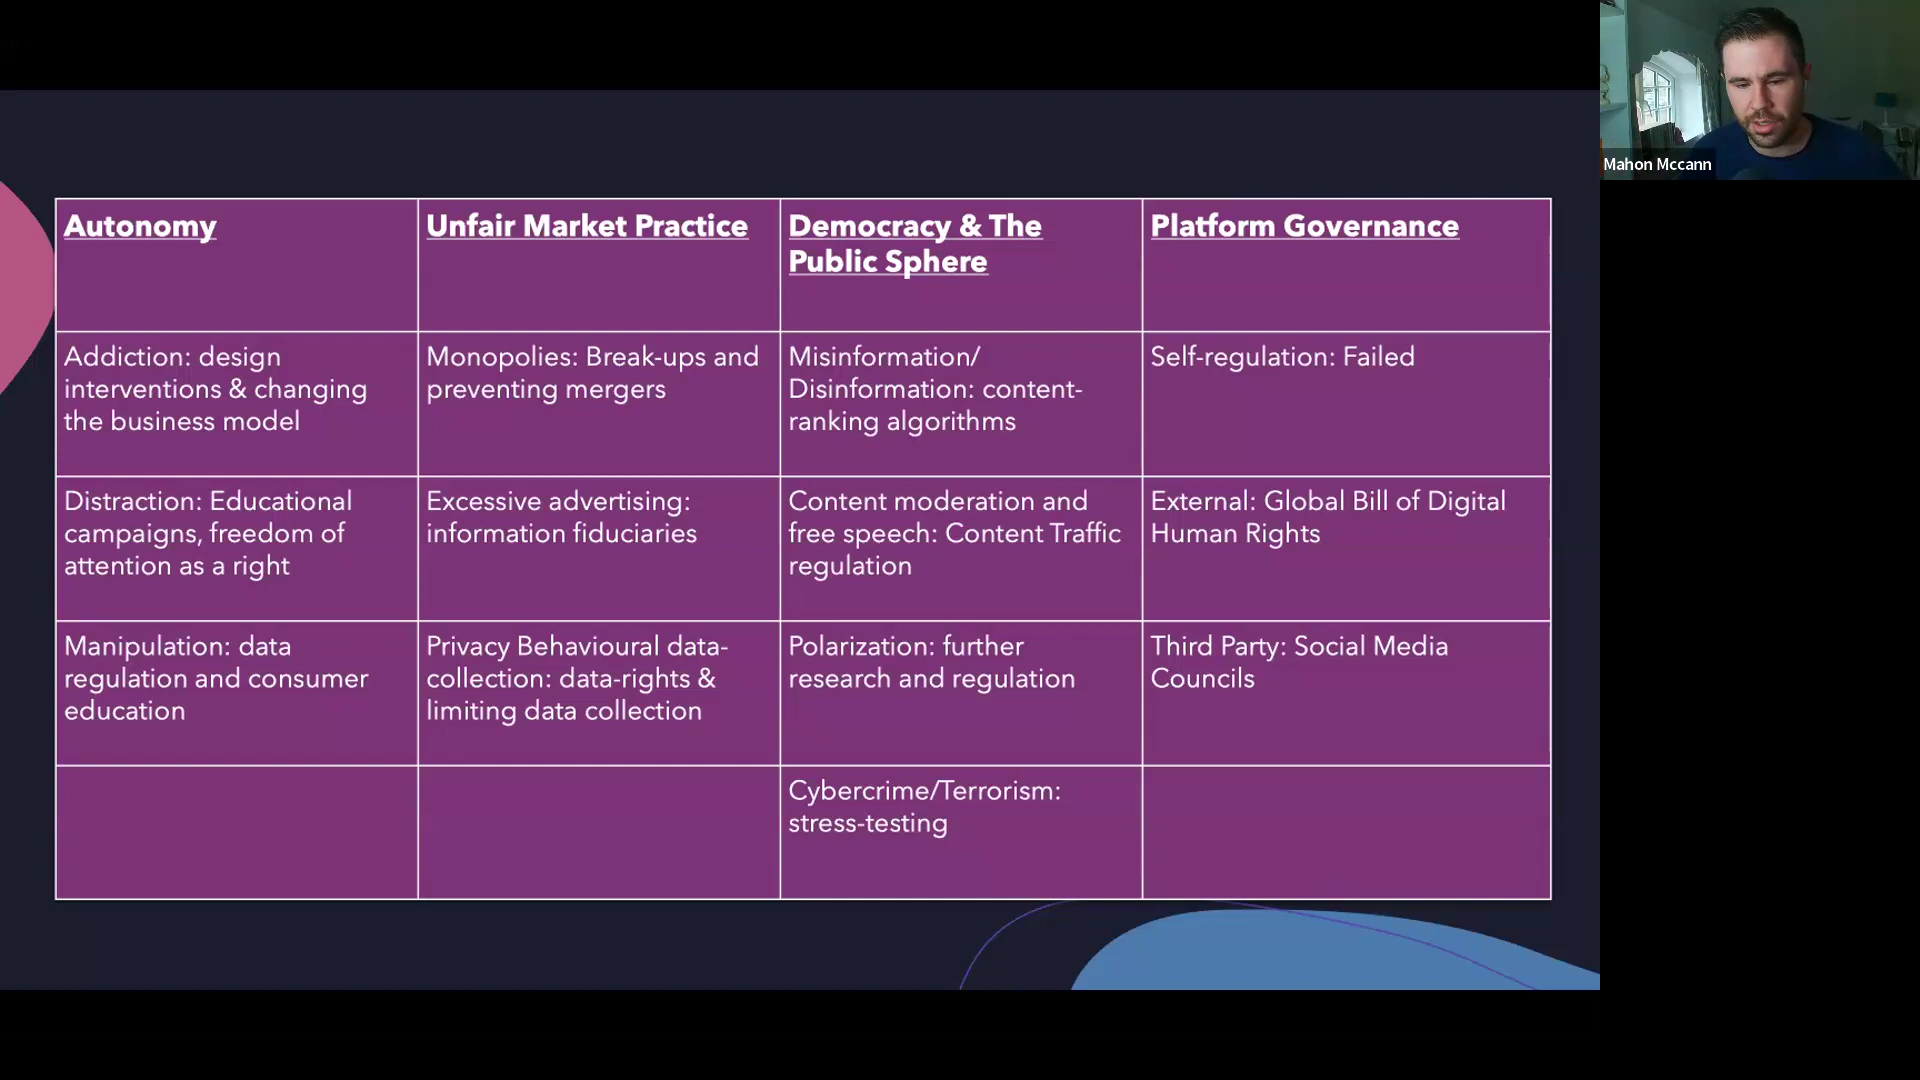 Mahon Mccann
Autonomy
Unfair Market Practice
Democracy & The
Public Sphere
Platform Governance
Addiction: design
interventions & changing
the business model
Monopolies: Break-ups and
preventing mergers
Misinformation/
Disinformation: content-
ranking algorithms
Self-regulation: Failed
Distraction: Educational
campaigns, freedom of
attention as a right
Excessive advertising:
information fiduciaries
Content moderation and
free speech: Content Traffic
regulation
External: Global Bill of Digital
Human Rights
Manipulation: data
regulation and consumer
education
Privacy Behavioural data-
collection: data-rights &
limiting data collection
Polarization: further
research and regulation
Third Party: Social Media
Councils
Cybercrime/Terrorism:
stress-testing